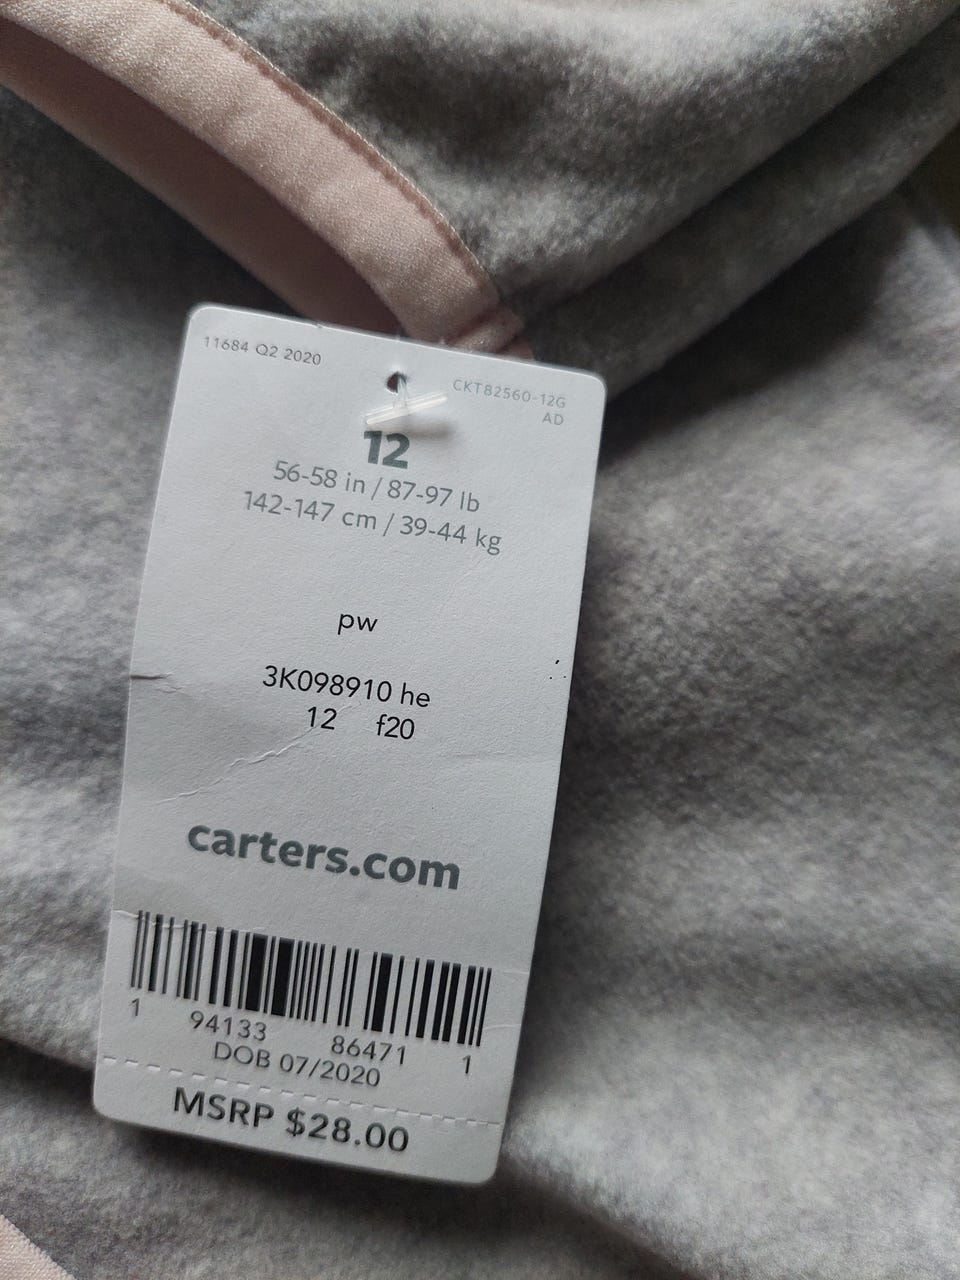 11684 Q2 2020
CKT82560-12G
AD
12
56-58 in / 87-97 lb
142-147 cm / 39-44 kg
pw
3K098910 he
12 f20
carters.com
1 94133 86471 1
DOB 07/2020
MSRP $28.00